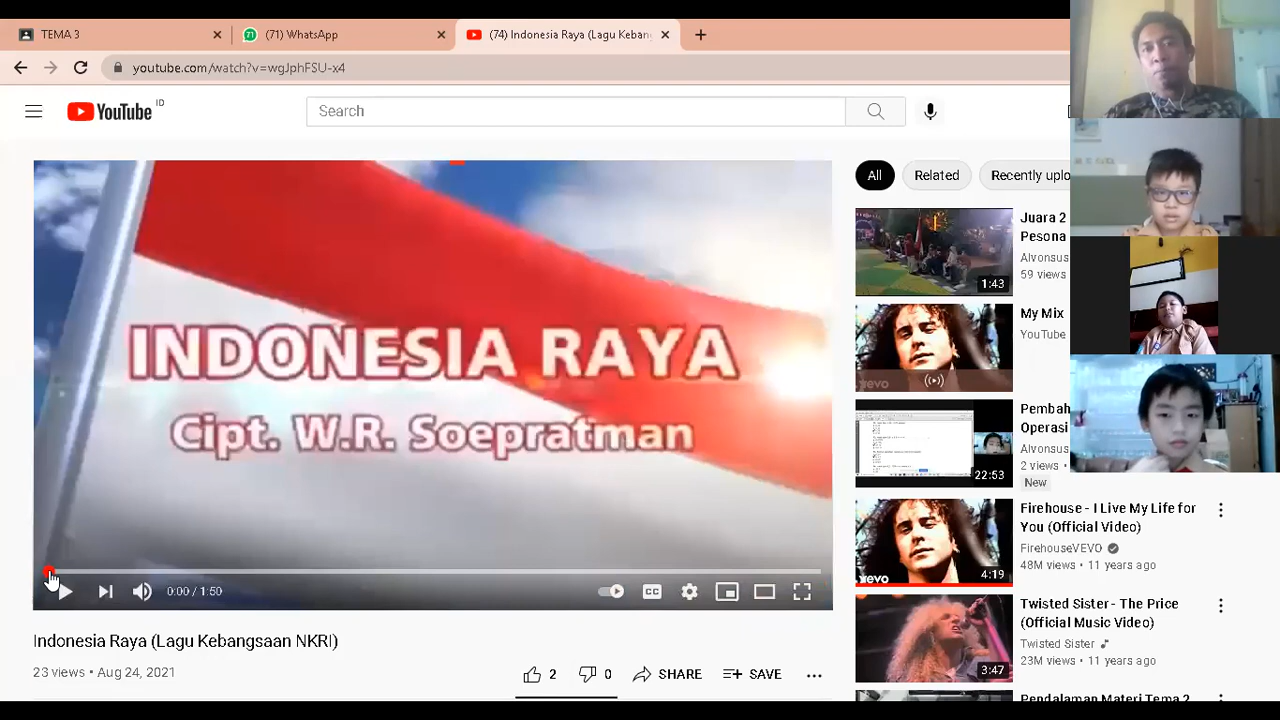 TEMA 3
(71) WhatsApp
(74) Indonesia Raya (Lagu Kebang
youtube.com/watch?v=wgJphFSU-x4
YouTube ID
Search
INDONESIA RAYA
Cipt. W.R. Soepratman
0:00 / 1:50
Indonesia Raya (Lagu Kebangsaan NKRI)
23 views • Aug 24, 2021
2
0
SHARE
SAVE
All
Related
Recently uplo
1:43
Juara 2
Pesona
Alvonsus
59 views
vevo
My Mix
YouTube
22:53
Pembah
Operasi
Alvonsus
2 views •
New
vevo
4:19
Firehouse - I Live My Life for
You (Official Video)
FirehouseVEVO
48M views • 11 years ago
3:47
Twisted Sister - The Price
(Official Music Video)
Twisted Sister
23M views • 11 years ago
Pendalaman Materi Tema 2